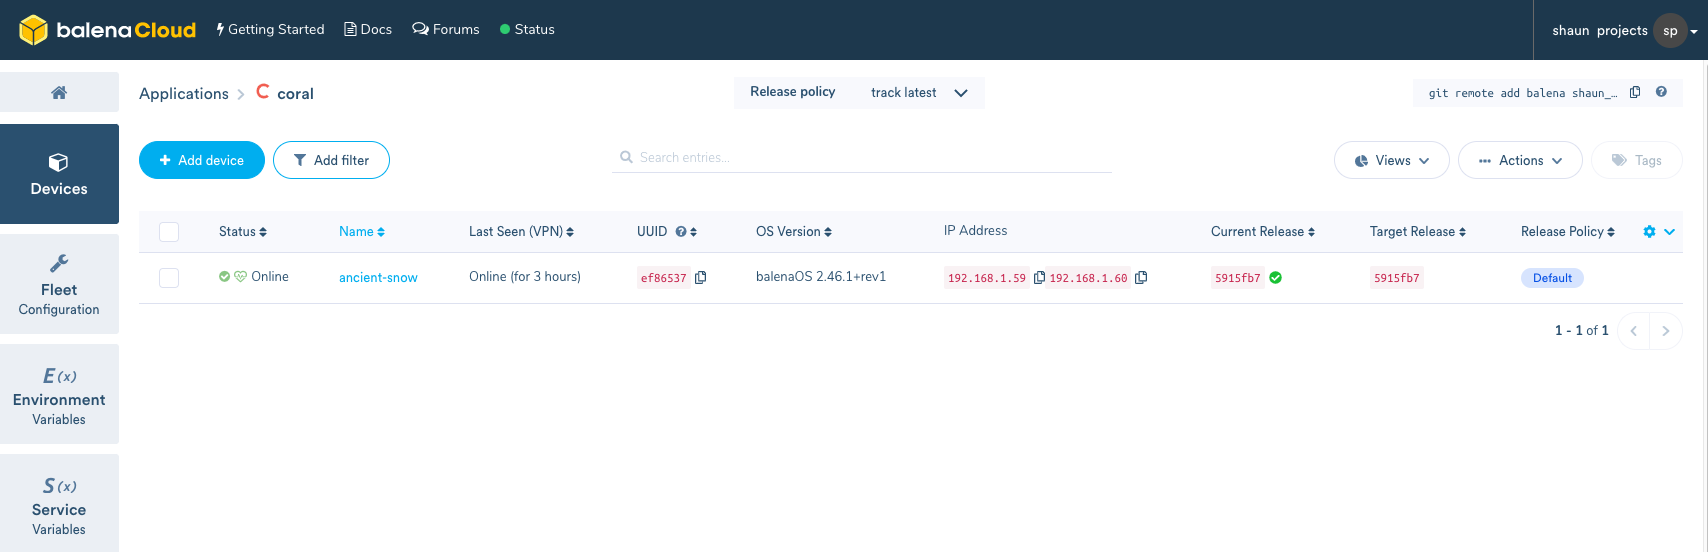 balenaCloud Getting Started Docs Forums Status shaun projects sp
Applications coral Release policy track latest git remote add balena shaun_…
Add device Add filter Search entries... Views Actions Tags
Devices
Status Name Last Seen (VPN) UUID OS Version IP Address Current Release Target Release Release Policy
Online ancient-snow Online (for 3 hours) ef86537 balenaOS 2.46.1+rev1 192.168.1.59 192.168.1.60 5915fb7 5915fb7 Default
1 - 1 of 1
Fleet
Configuration
E(x)
Environment
Variables
S(x)
Service
Variables